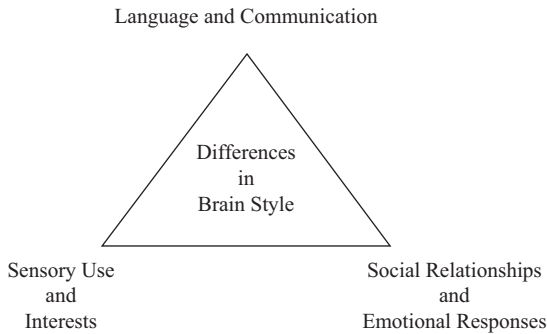 Language and Communication
Differences
in
Brain Style
Sensory Use
and
Interests
Social Relationships
and
Emotional Responses